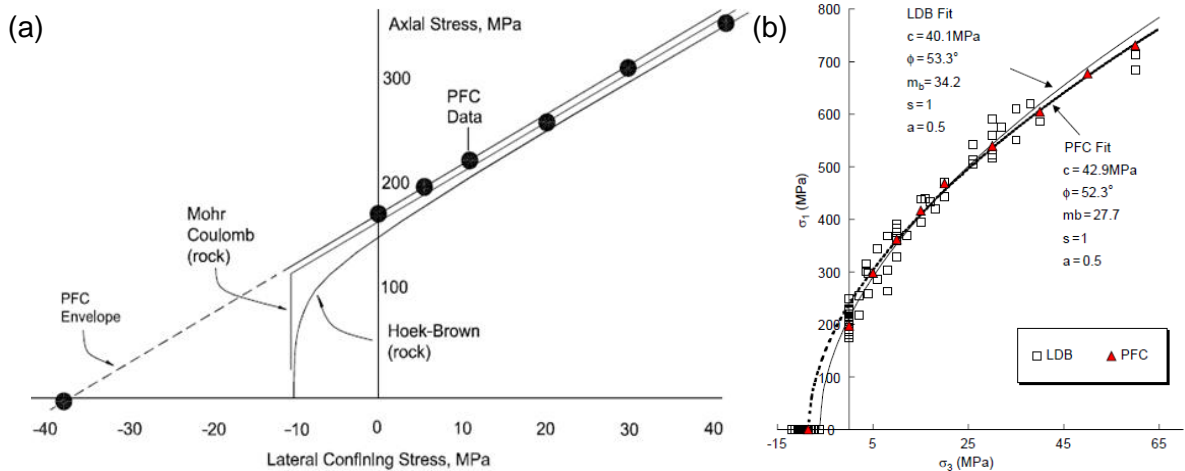 (a)
Axial Stress, MPa
300
PFC
Data
200
Mohr
Coulomb
(rock)
100
PFC
Envelope
Hoek-Brown
(rock)
-40 -30 -20 -10 0 10 20 30 40
Lateral Confining Stress, MPa
(b)
800
700
600
500
400
300
200
100
0
σ1 (MPa)
LDB Fit
c=40.1MPa
ϕ=53.3°
mb=34.2
s=1
a=0.5
PFC Fit
c=42.9MPa
ϕ=52.3°
mb=27.7
s=1
a=0.5
LDB PFC
-15 5 25 45 65
σ3 (MPa)